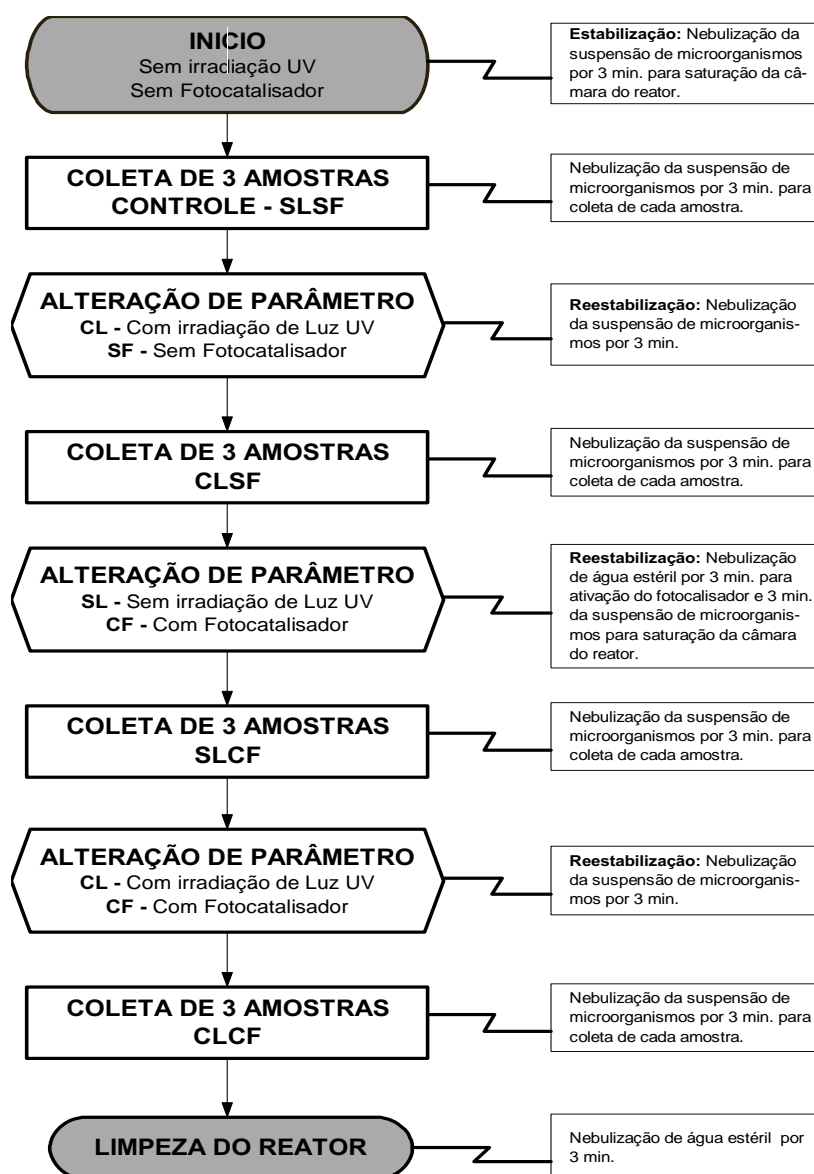 INICIO
Sem irradiação UV
Sem Fotocatalisador
Estabilização: Nebulização da
suspensão de microorganismos
por 3 min. para saturação da câ-
mara do reator.
COLETA DE 3 AMOSTRAS
CONTROLE - SLSF
Nebulização da suspensão de
microorganismos por 3 min. para
coleta de cada amostra.
ALTERAÇÃO DE PARÂMETRO
CL - Com irradiação de Luz UV
SF - Sem Fotocatalisador
Reestabilização: Nebulização
da suspensão de microorganis-
mos por 3 min.
COLETA DE 3 AMOSTRAS
CLSF
Nebulização da suspensão de
microorganismos por 3 min. para
coleta de cada amostra.
ALTERAÇÃO DE PARÂMETRO
SL - Sem irradiação de Luz UV
CF - Com Fotocatalisador
Reestabilização: Nebulização
de água estéril por 3 min. para
ativação do fotocalisador e 3 min.
da suspensão de microorganis-
mos para saturação da câmara
do reator.
COLETA DE 3 AMOSTRAS
SLCF
Nebulização da suspensão de
microorganismos por 3 min. para
coleta de cada amostra.
ALTERAÇÃO DE PARÂMETRO
CL - Com irradiação de Luz UV
CF - Com Fotocatalisador
Reestabilização: Nebulização
da suspensão de microorganis-
mos por 3 min.
COLETA DE 3 AMOSTRAS
CLCF
Nebulização da suspensão de
microorganismos por 3 min. para
coleta de cada amostra.
LIMPEZA DO REATOR
Nebulização de água estéril por
3 min.